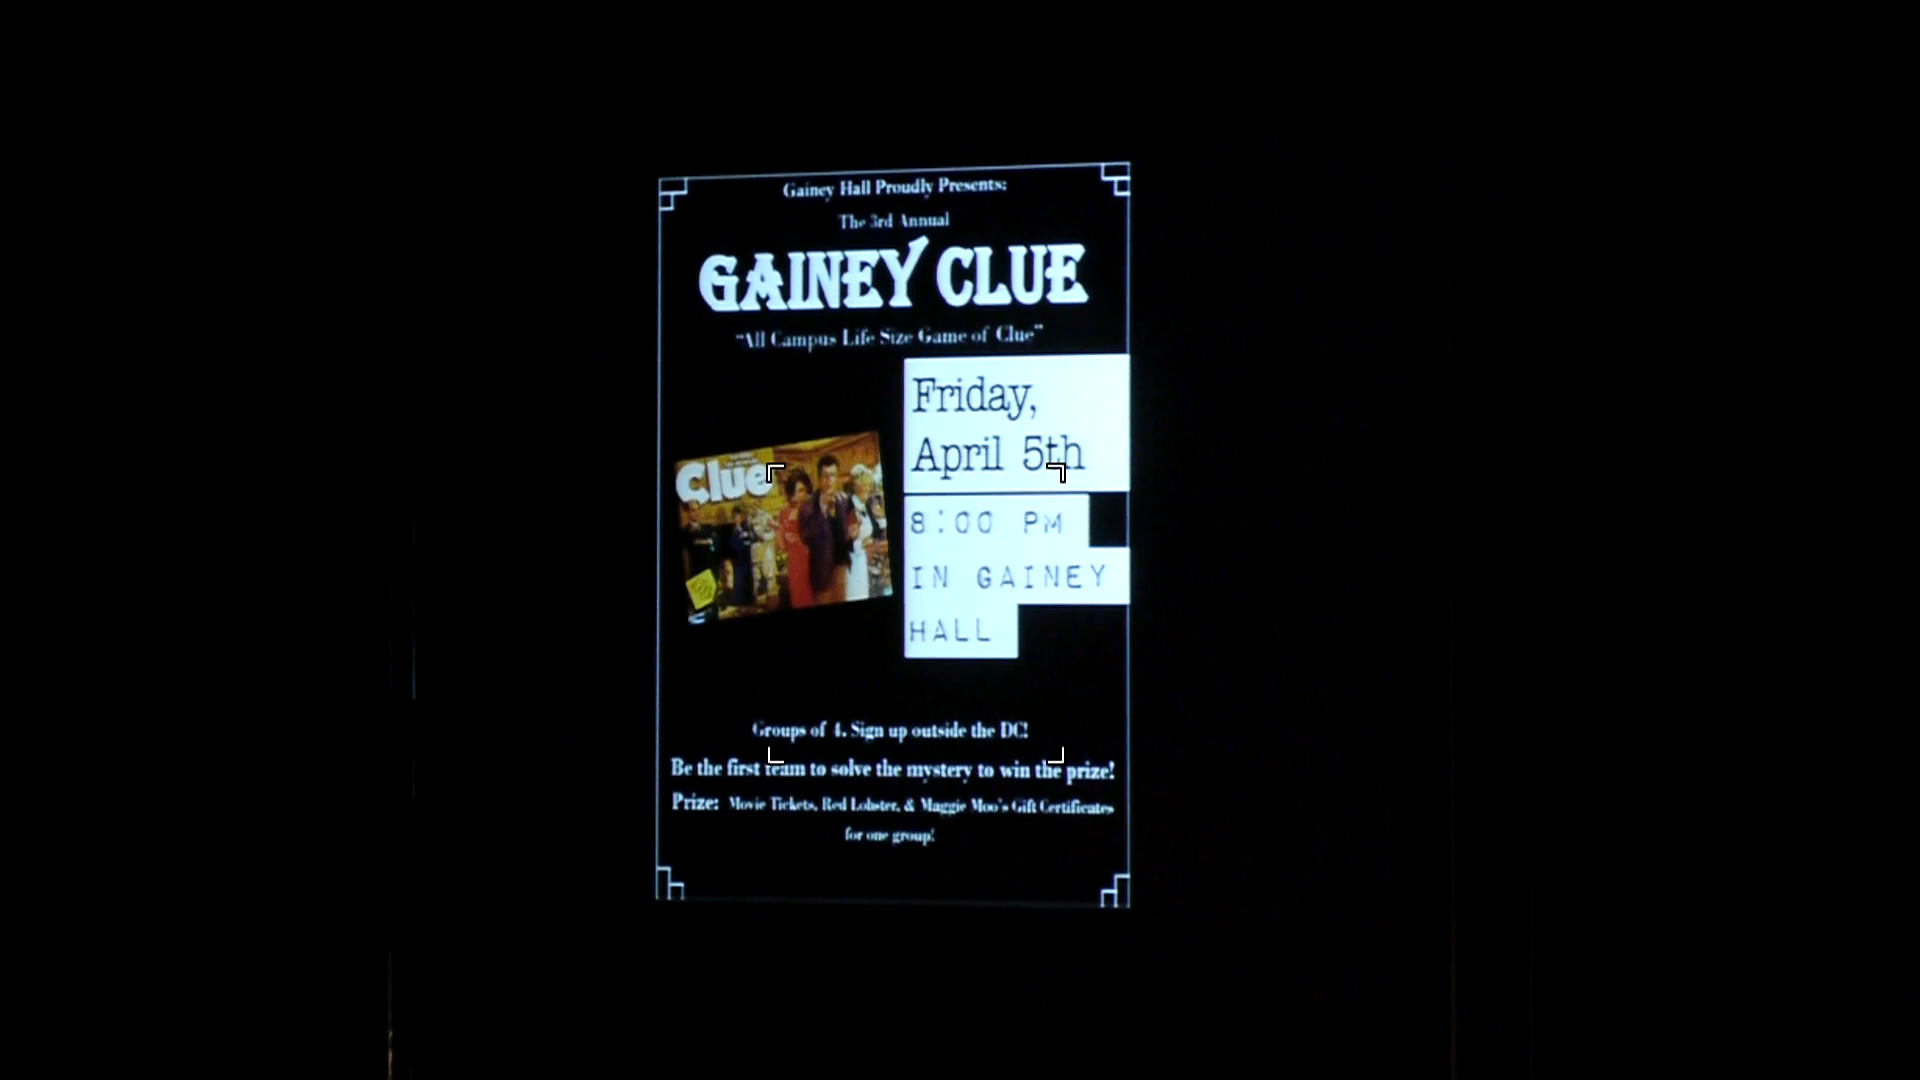 Gainey Hall Proudly Presents:
The 3rd Annual
GAINEY CLUE
"All Campus Life Size Game of Clue"
Friday,
April 5th
Clue
8:00 PM
IN GAINEY
HALL
Groups of 4. Sign up outside the DC!
Be the first team to solve the mystery to win the prize!
Prize: Movie Tickets, Red Lobster, & Maggie Moo's Gift Certificates
for one group!